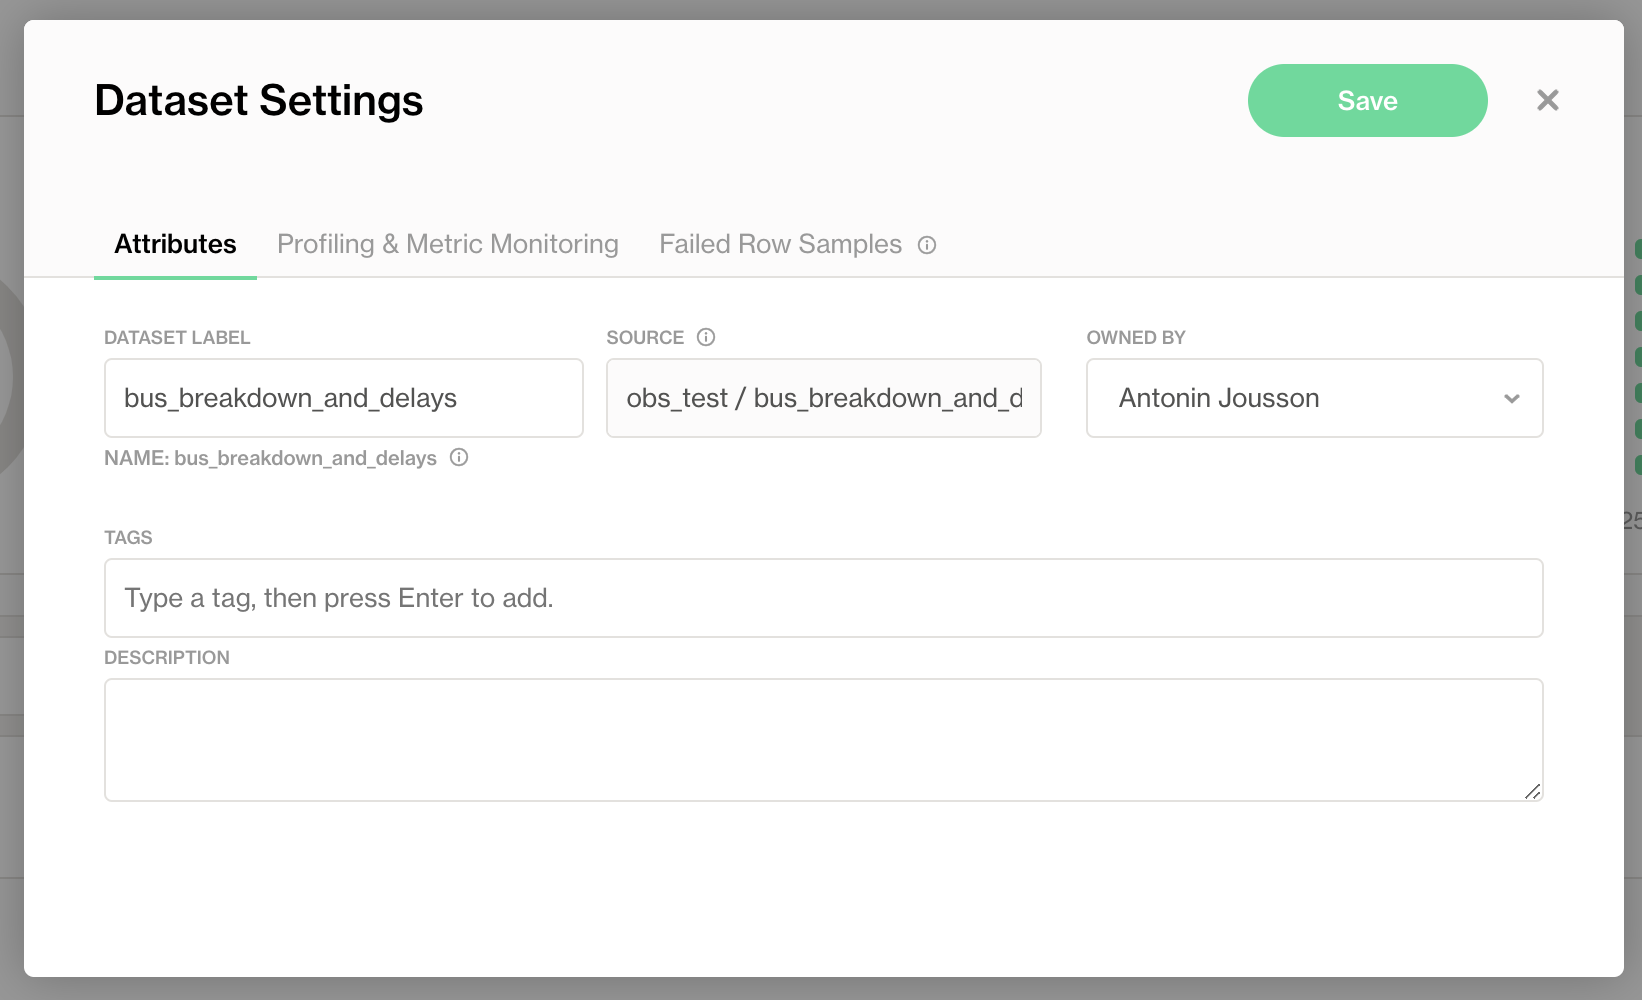 Dataset Settings
Save
Attributes
Profiling & Metric Monitoring
Failed Row Samples
DATASET LABEL
SOURCE
OWNED BY
bus_breakdown_and_delays
obs_test / bus_breakdown_and_d
Antonin Jousson
NAME: bus_breakdown_and_delays
25
TAGS
Type a tag, then press Enter to add.
DESCRIPTION